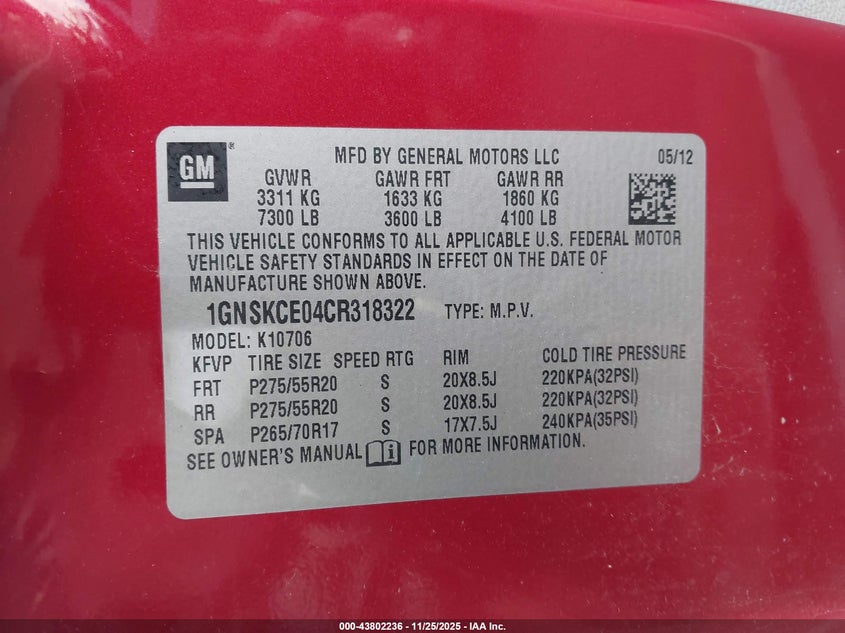 GM ® MFD BY GENERAL MOTORS LLC 05/12
GVWR GAWR FRT GAWR RR
3311 KG 1633 KG 1860 KG
7300 LB 3600 LB 4100 LB
THIS VEHICLE CONFORMS TO ALL APPLICABLE U.S. FEDERAL MOTOR
VEHICLE SAFETY STANDARDS IN EFFECT ON THE DATE OF
MANUFACTURE SHOWN ABOVE.
1GNSKCE04CR318322 TYPE: M.P.V.
MODEL: K10706
KFVP TIRE SIZE SPEED RTG RIM COLD TIRE PRESSURE
FRT P275/55R20 S 20X8.5J 220KPA(32PSI)
RR P275/55R20 S 20X8.5J 220KPA(32PSI)
SPA P265/70R17 S 17X7.5J 240KPA(35PSI)
SEE OWNER'S MANUAL FOR MORE INFORMATION.
000-43802236 - 11/25/2025 - IAA Inc.